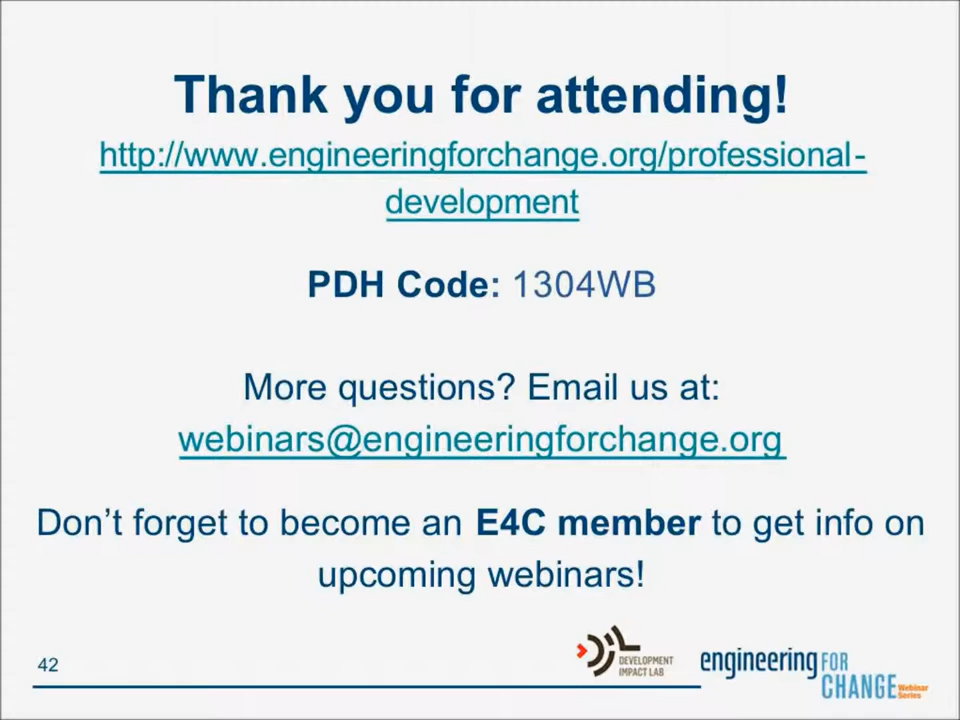 Thank you for attending!
http://www.engineeringforchange.org/professional-
development
PDH Code: 1304WB
More questions? Email us at:
webinars@engineeringforchange.org
Don’t forget to become an E4C member to get info on
upcoming webinars!
42
DEVELOPMENT
IMPACT LAB
engineering FOR
CHANGE Webinar
Series